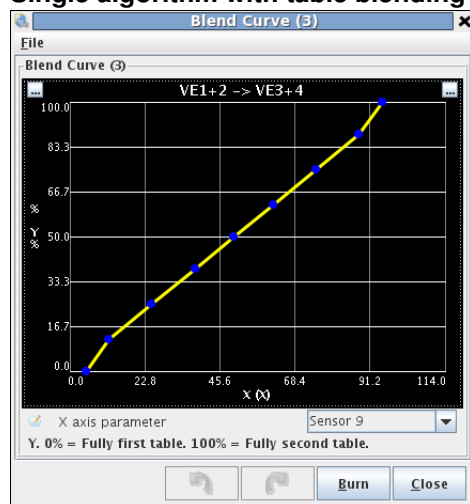 Single algorithm with table blending
Blend Curve (3)
File
Blend Curve (3)
... VE1+2 -> VE3+4 ...
100.0
83.3
66.7
%
50.0
Y
%
33.3
16.7
0.0
0.0 22.8 45.6 68.4 91.2 114.0
X (X)
X axis parameter Sensor 9
Y. 0% = Fully first table. 100% = Fully second table.
Burn Close